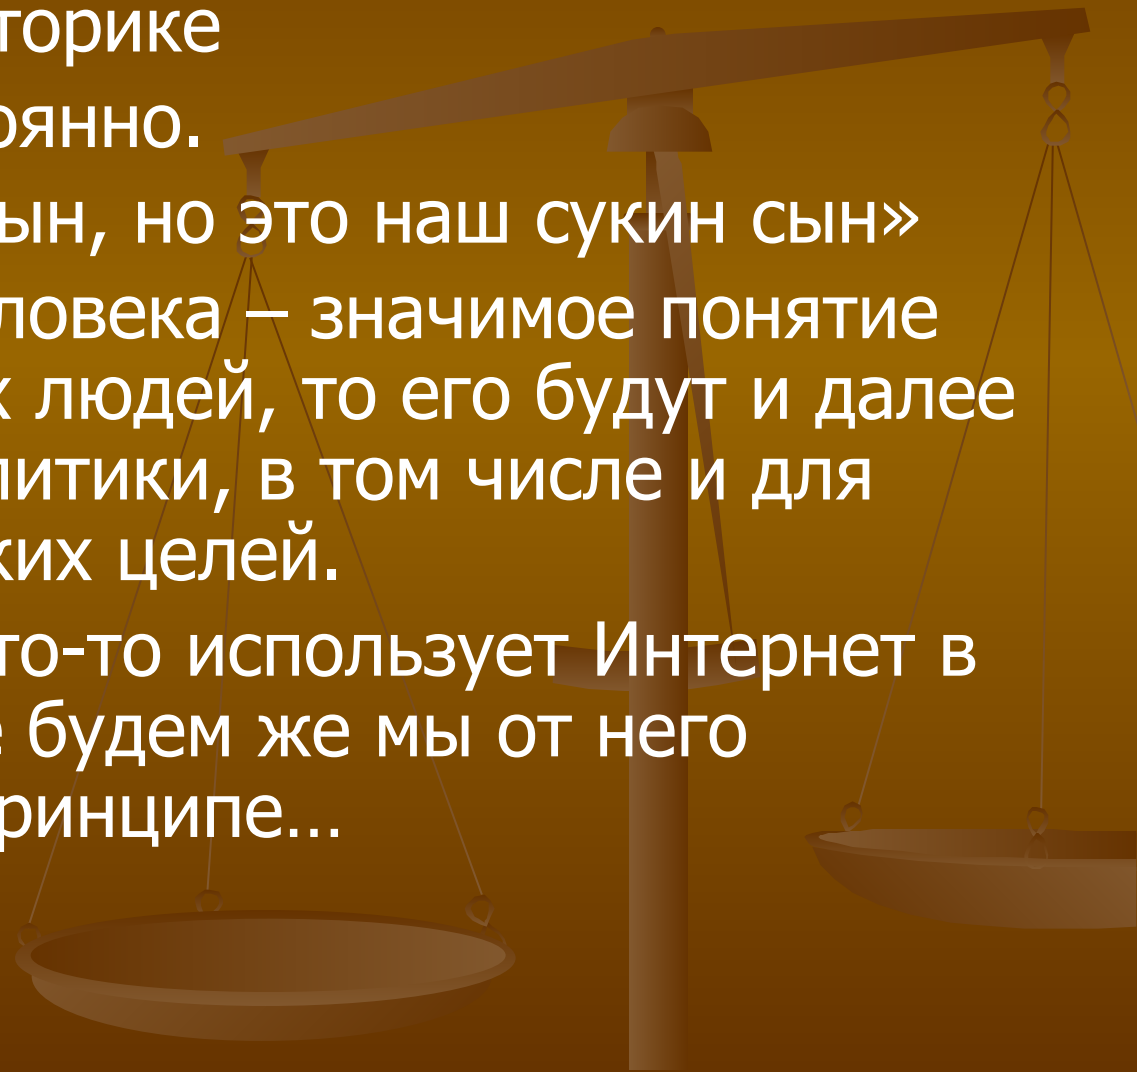 торике
оянно.
ын, но это наш сукин сын»
ловека – значимое понятие
х людей, то его будут и далее
литики, в том числе и для
ких целей.
то-то использует Интернет в
е будем же мы от него
ринципе…